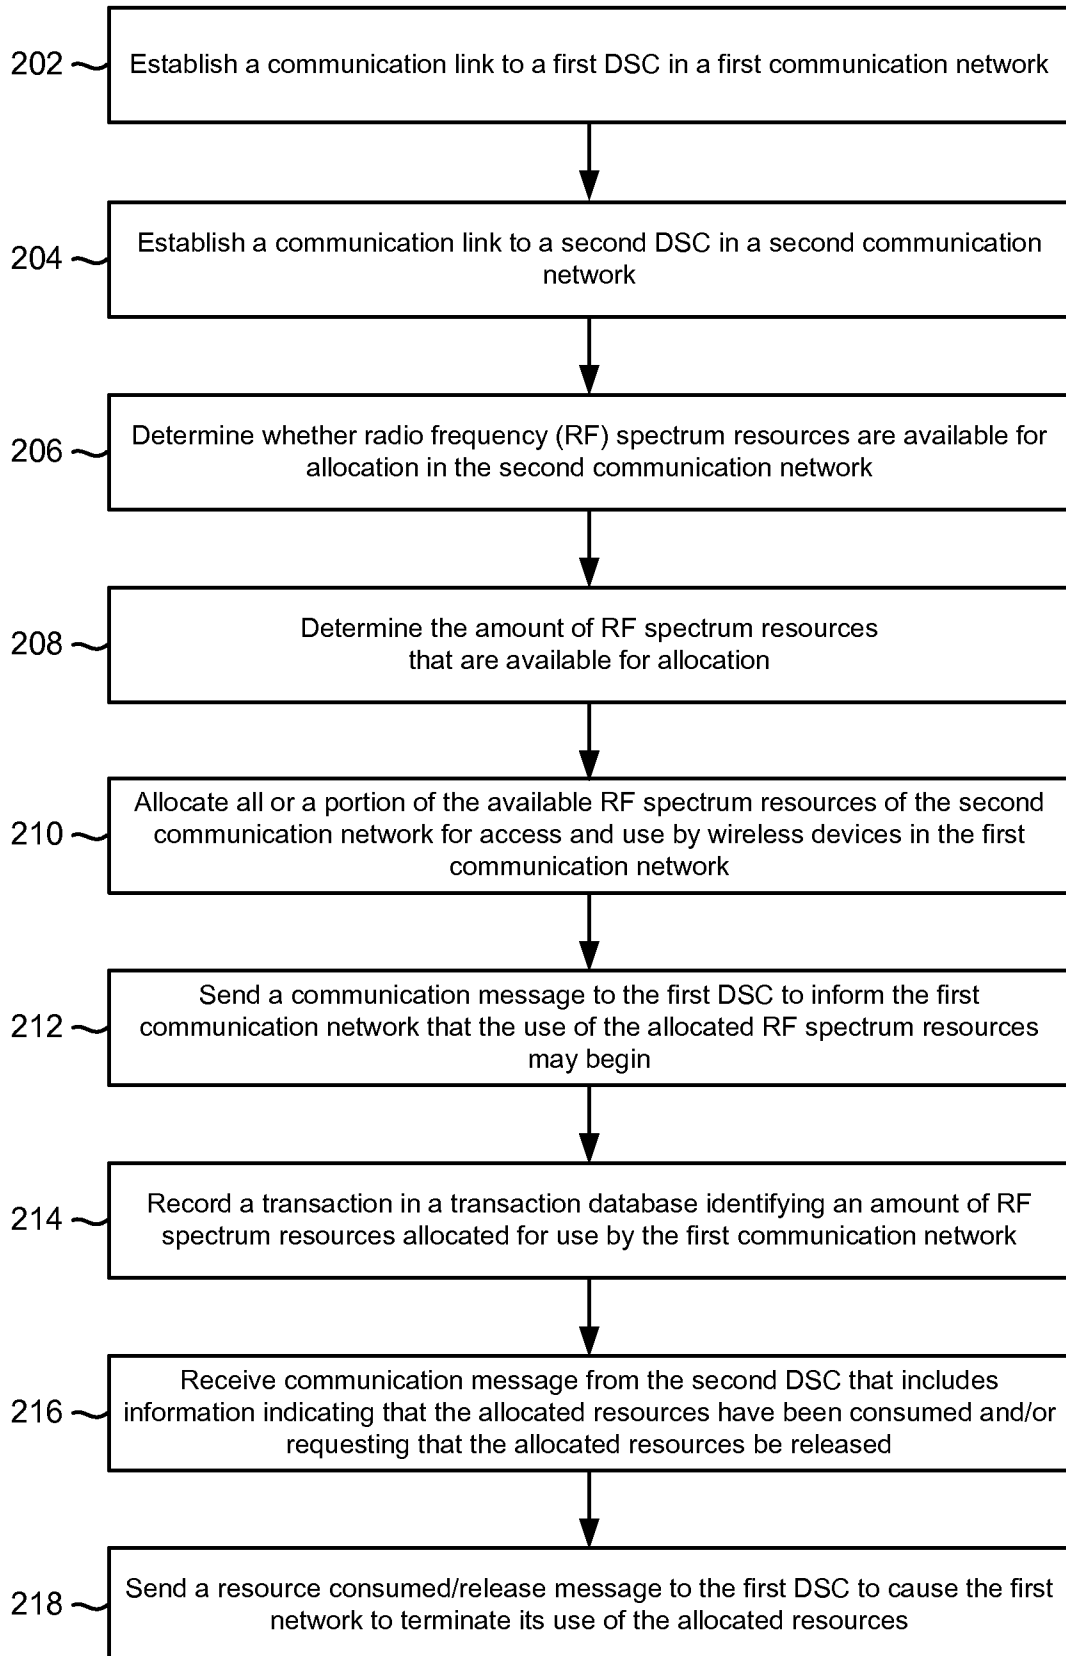 202
Establish a communication link to a first DSC in a first communication network
204
Establish a communication link to a second DSC in a second communication
network
206
Determine whether radio frequency (RF) spectrum resources are available for
allocation in the second communication network
208
Determine the amount of RF spectrum resources
that are available for allocation
210
Allocate all or a portion of the available RF spectrum resources of the second
communication network for access and use by wireless devices in the first
communication network
212
Send a communication message to the first DSC to inform the first
communication network that the use of the allocated RF spectrum resources
may begin
214
Record a transaction in a transaction database identifying an amount of RF
spectrum resources allocated for use by the first communication network
216
Receive communication message from the second DSC that includes
information indicating that the allocated resources have been consumed and/or
requesting that the allocated resources be released
218
Send a resource consumed/release message to the first DSC to cause the first
network to terminate its use of the allocated resources